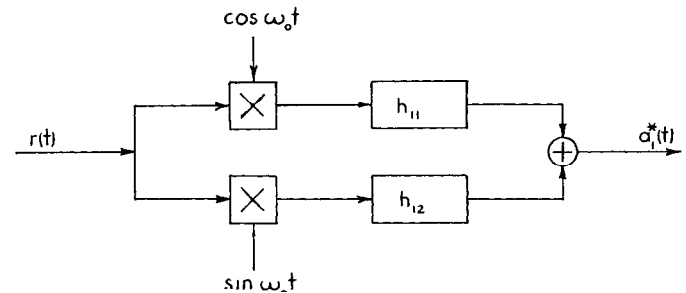 cos ω₀t
r(t)
h₁₁
a₁*(t)
h₁₂
sin ω₀t